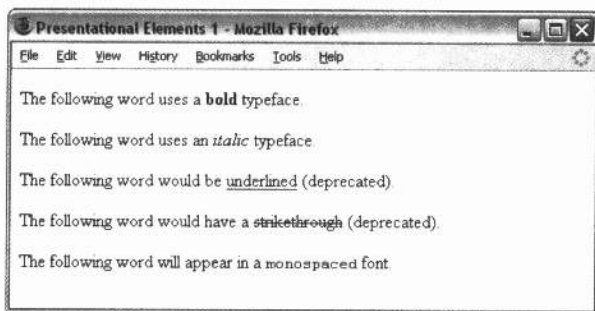 Presentational Elements 1 - Mozilla Firefox
File Edit View History Bookmarks Tools Help
The following word uses a bold typeface.
The following word uses an italic typeface.
The following word would be underlined (deprecated).
The following word would have a strikethrough (deprecated).
The following word will appear in a monospaced font.